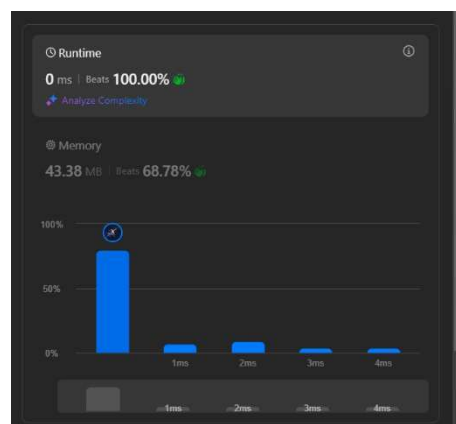 Runtime
0 ms | Beats 100.00%
Analyze Complexity
Memory
43.38 MB | Beats 68.78%
100%
50%
0%
1ms 2ms 3ms 4ms
1ms 2ms 3ms 4ms